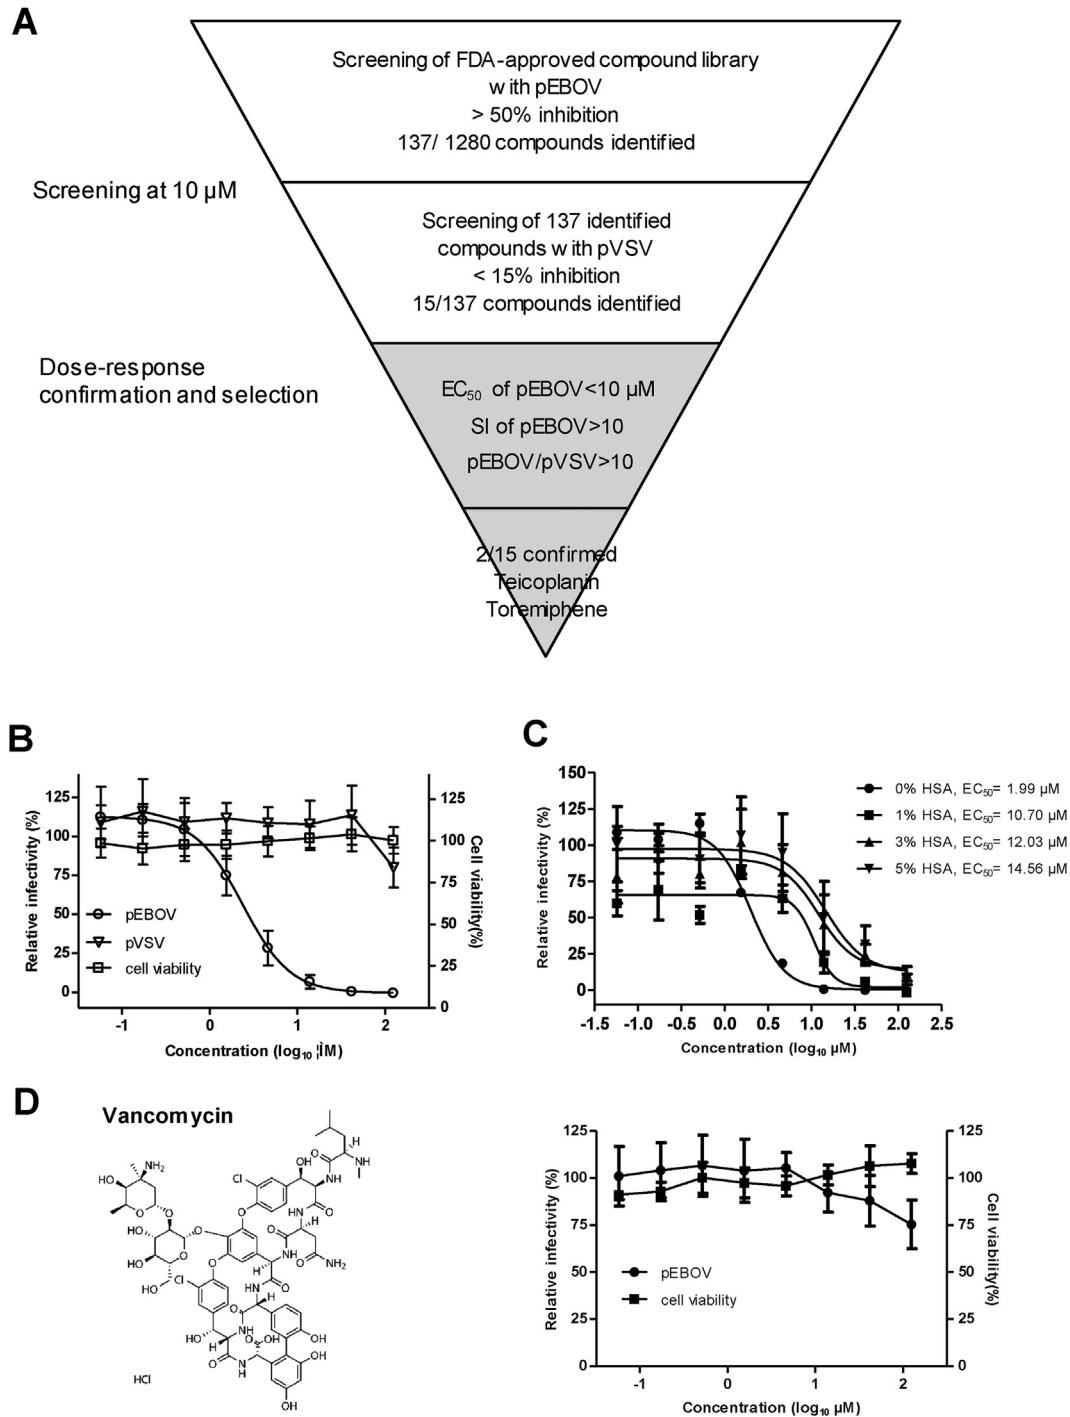 A
Screening of FDA-approved compound library
with pEBOV
> 50% inhibition
137/ 1280 compounds identified
Screening at 10 µM
Screening of 137 identified
compounds with pVSV
< 15% inhibition
15/137 compounds identified
Dose-response
confirmation and selection
EC50 of pEBOV<10 µM
SI of pEBOV>10
pEBOV/pVSV>10
2/15 confirmed
Teicoplanin
Toremiphene
B
Relative infectivity (%)
125
100
75
50
25
0
pEBOV
pVSV
cell viability
125
100
75
50
25
0
Cell viability(%)
-1
0
1
2
Concentration (log10 ¦ÌM)
C
Relative infectivity (%)
150
125
100
75
50
25
0
-1.5
-1.0
-0.5
0.0
0.5
1.0
1.5
2.0
2.5
Concentration (log10 µM)
0% HSA, EC50= 1.99 µM
1% HSA, EC50= 10.70 µM
3% HSA, EC50= 12.03 µM
5% HSA, EC50= 14.56 µM
D
Vancomycin
NH2
HO
O
O
HO
HO
O
HO
O
Cl
O
Cl
O
OH
O
H
NH
NH
O
HN
H
O
O
NH2
NH
H
O
HN
H
O
HO
H
NH
O
OH
O
N
H
OH
OH
OH
HCl
Relative infectivity (%)
125
100
75
50
25
0
pEBOV
cell viability
125
100
75
50
25
0
Cell viability(%)
-1
0
1
2
Concentration (log10 µM)